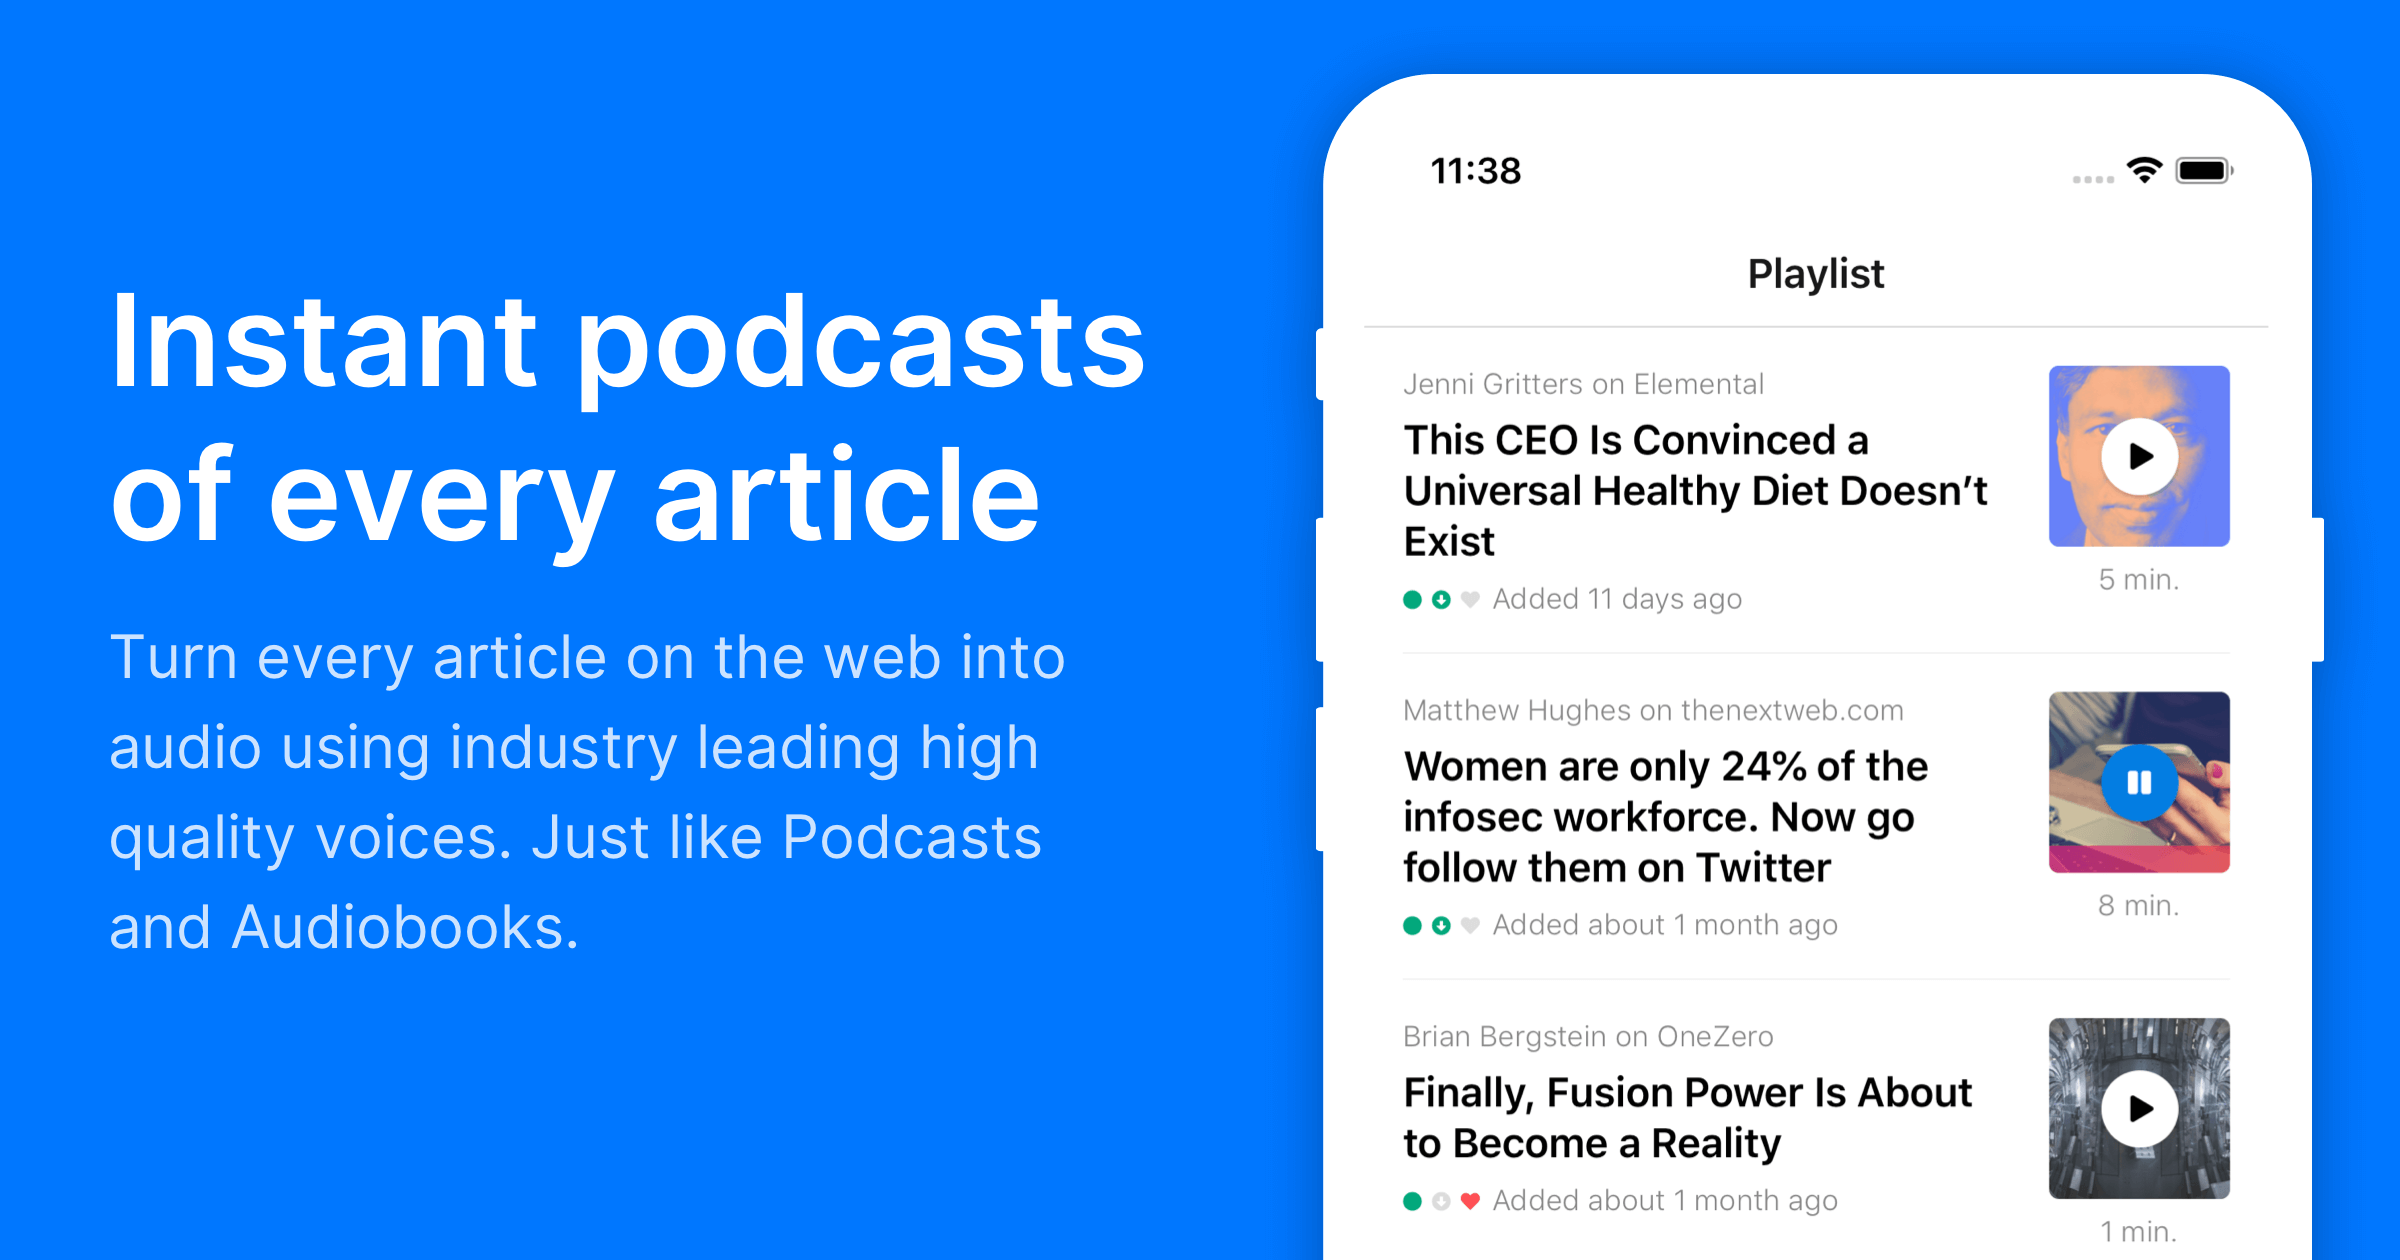 Instant podcasts
of every article
Turn every article on the web into
audio using industry leading high
quality voices. Just like Podcasts
and Audiobooks.
11:38
Playlist
Jenni Gritters on Elemental
This CEO Is Convinced a
Universal Healthy Diet Doesn’t
Exist
Added 11 days ago
5 min.
Matthew Hughes on thenextweb.com
Women are only 24% of the
infosec workforce. Now go
follow them on Twitter
Added about 1 month ago
8 min.
Brian Bergstein on OneZero
Finally, Fusion Power Is About
to Become a Reality
Added about 1 month ago
1 min.